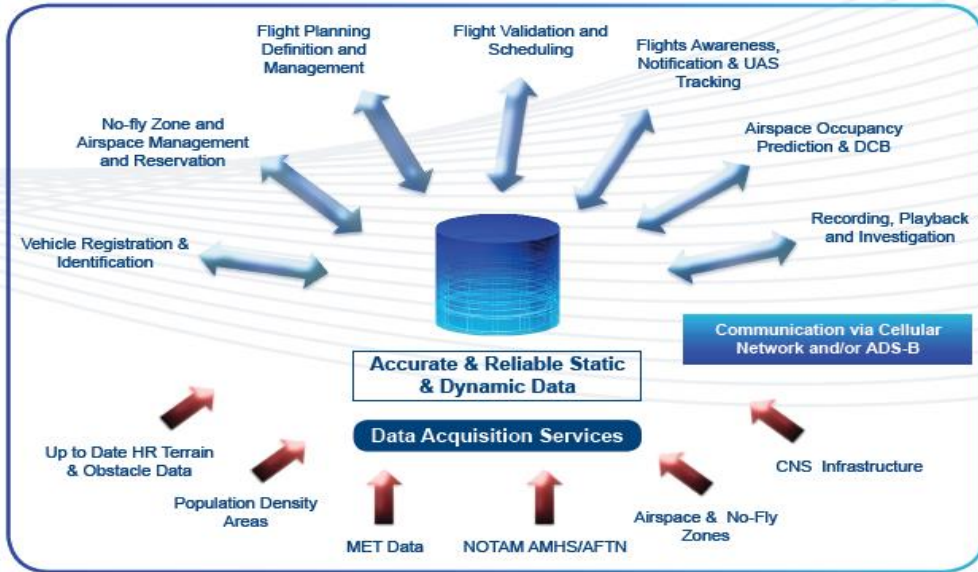 Flight Planning
Definition and
Management
Flight Validation and
Scheduling
Flights Awareness,
Notification & UAS
Tracking
No-fly Zone and
Airspace Management
and Reservation
Airspace Occupancy
Prediction & DCB
Vehicle Registration &
Identification
Recording, Playback
and Investigation
Communication via Cellular
Network and/or ADS-B
Accurate & Reliable Static
& Dynamic Data
Data Acquisition Services
Up to Date HR Terrain
& Obstacle Data
Population Density
Areas
MET Data
NOTAM AMHS/AFTN
Airspace & No-Fly
Zones
CNS Infrastructure